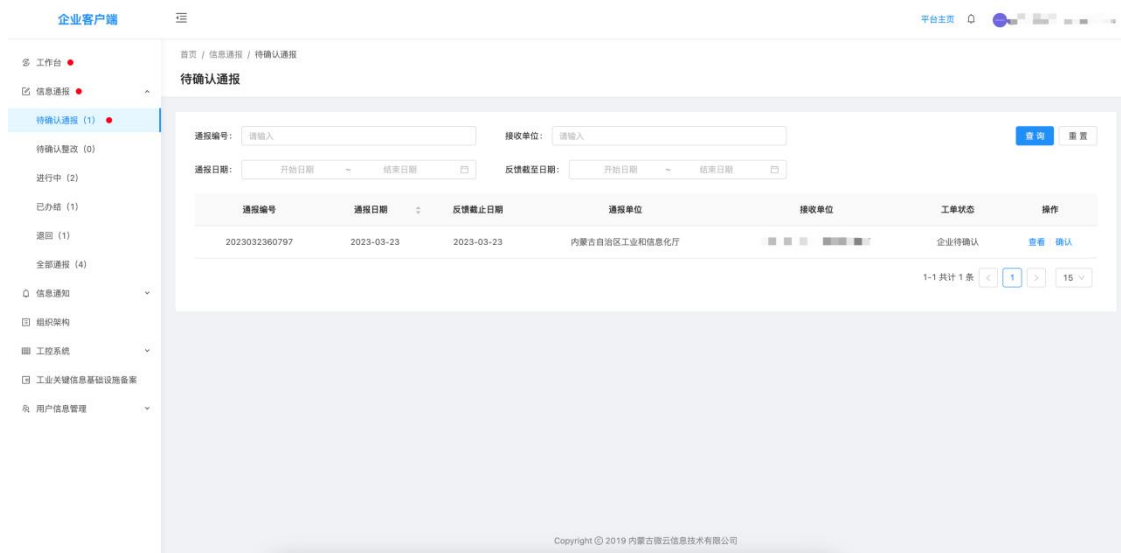 企业客户端
平台主页
工作台
信息通报
待确认通报 (1)
待确认整改 (0)
进行中 (2)
已办结 (1)
退回 (1)
全部通报 (4)
信息通知
组织架构
工控系统
工业关键信息基础设施备案
用户信息管理
首页 / 信息通报 / 待确认通报
待确认通报
通报编号: 请输入 接收单位: 请输入 查询 重置
通报日期: 开始日期 ~ 结束日期 反馈截至日期: 开始日期 ~ 结束日期
通报编号 通报日期 反馈截止日期 通报单位 接收单位 工单状态 操作
2023032360797 2023-03-23 2023-03-23 内蒙古自治区工业和信息化厅 企业待确认 查看 确认
1-1 共计 1 条 < 1 > 15
Copyright © 2019 内蒙古微云信息技术有限公司